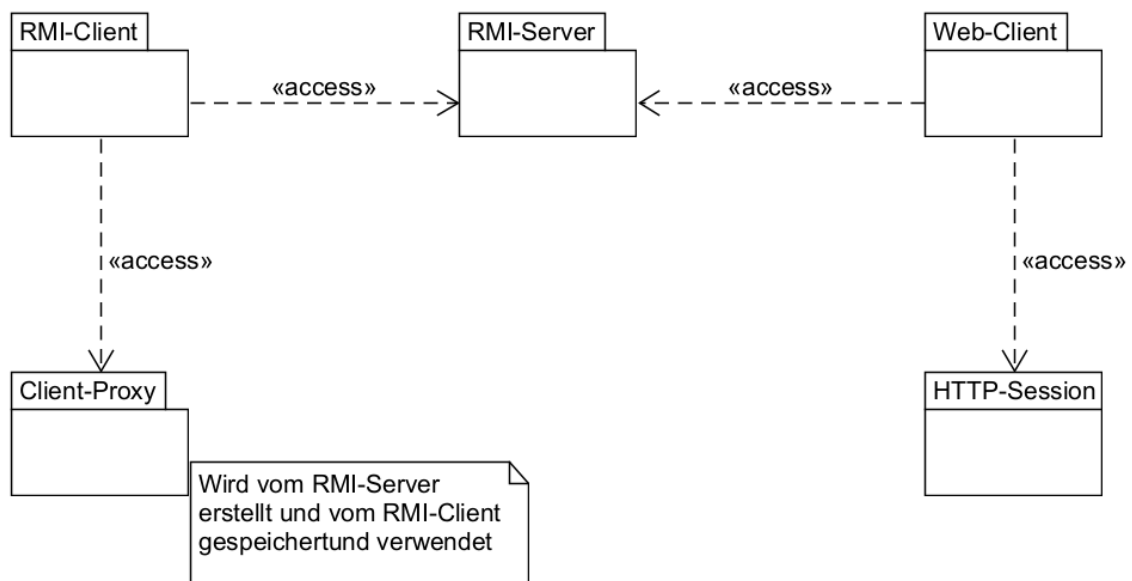 RMI-Client
RMI-Server
Web-Client
«access»
«access»
«access»
«access»
Client-Proxy
HTTP-Session
Wird vom RMI-Server
erstellt und vom RMI-Client
gespeichertund verwendet